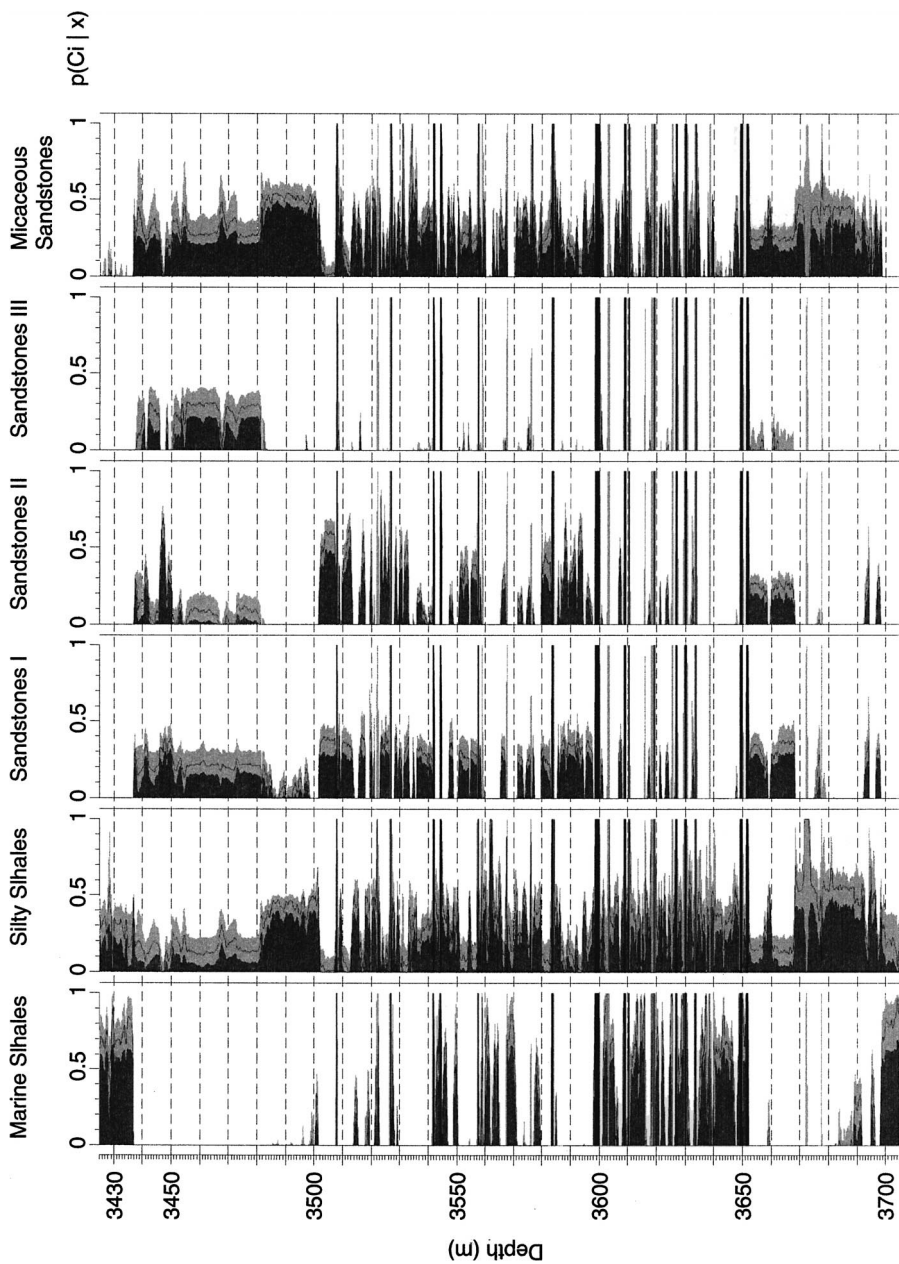 Marine Slhales
Silty Slhales
Sandstones I
Sandstones II
Sandstones III
Micaceous
Sandstones
p(Ci | x)
0 0.5 1
0 0.5 1
0 0.5 1
0 0.5 1
0 0.5 1
0 0.5 1
3430
3450
3500
3550
3600
3650
3700
Depth (m)